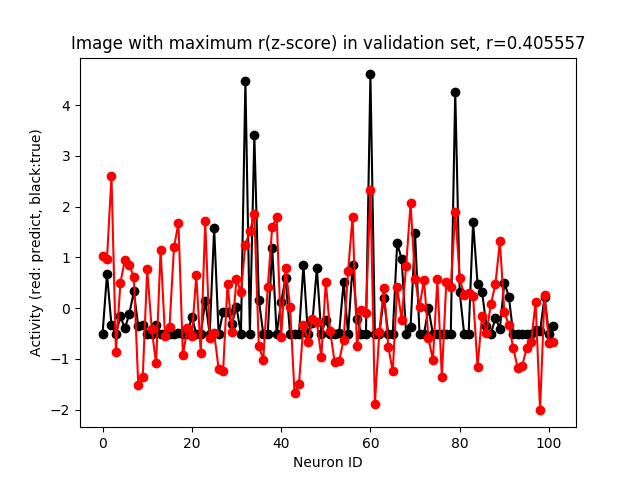 Image with maximum r(z-score) in validation set, r=0.405557
Activity (red: predict, black:true)
4
3
2
1
0
−1
−2
0 20 40 60 80 100
Neuron ID